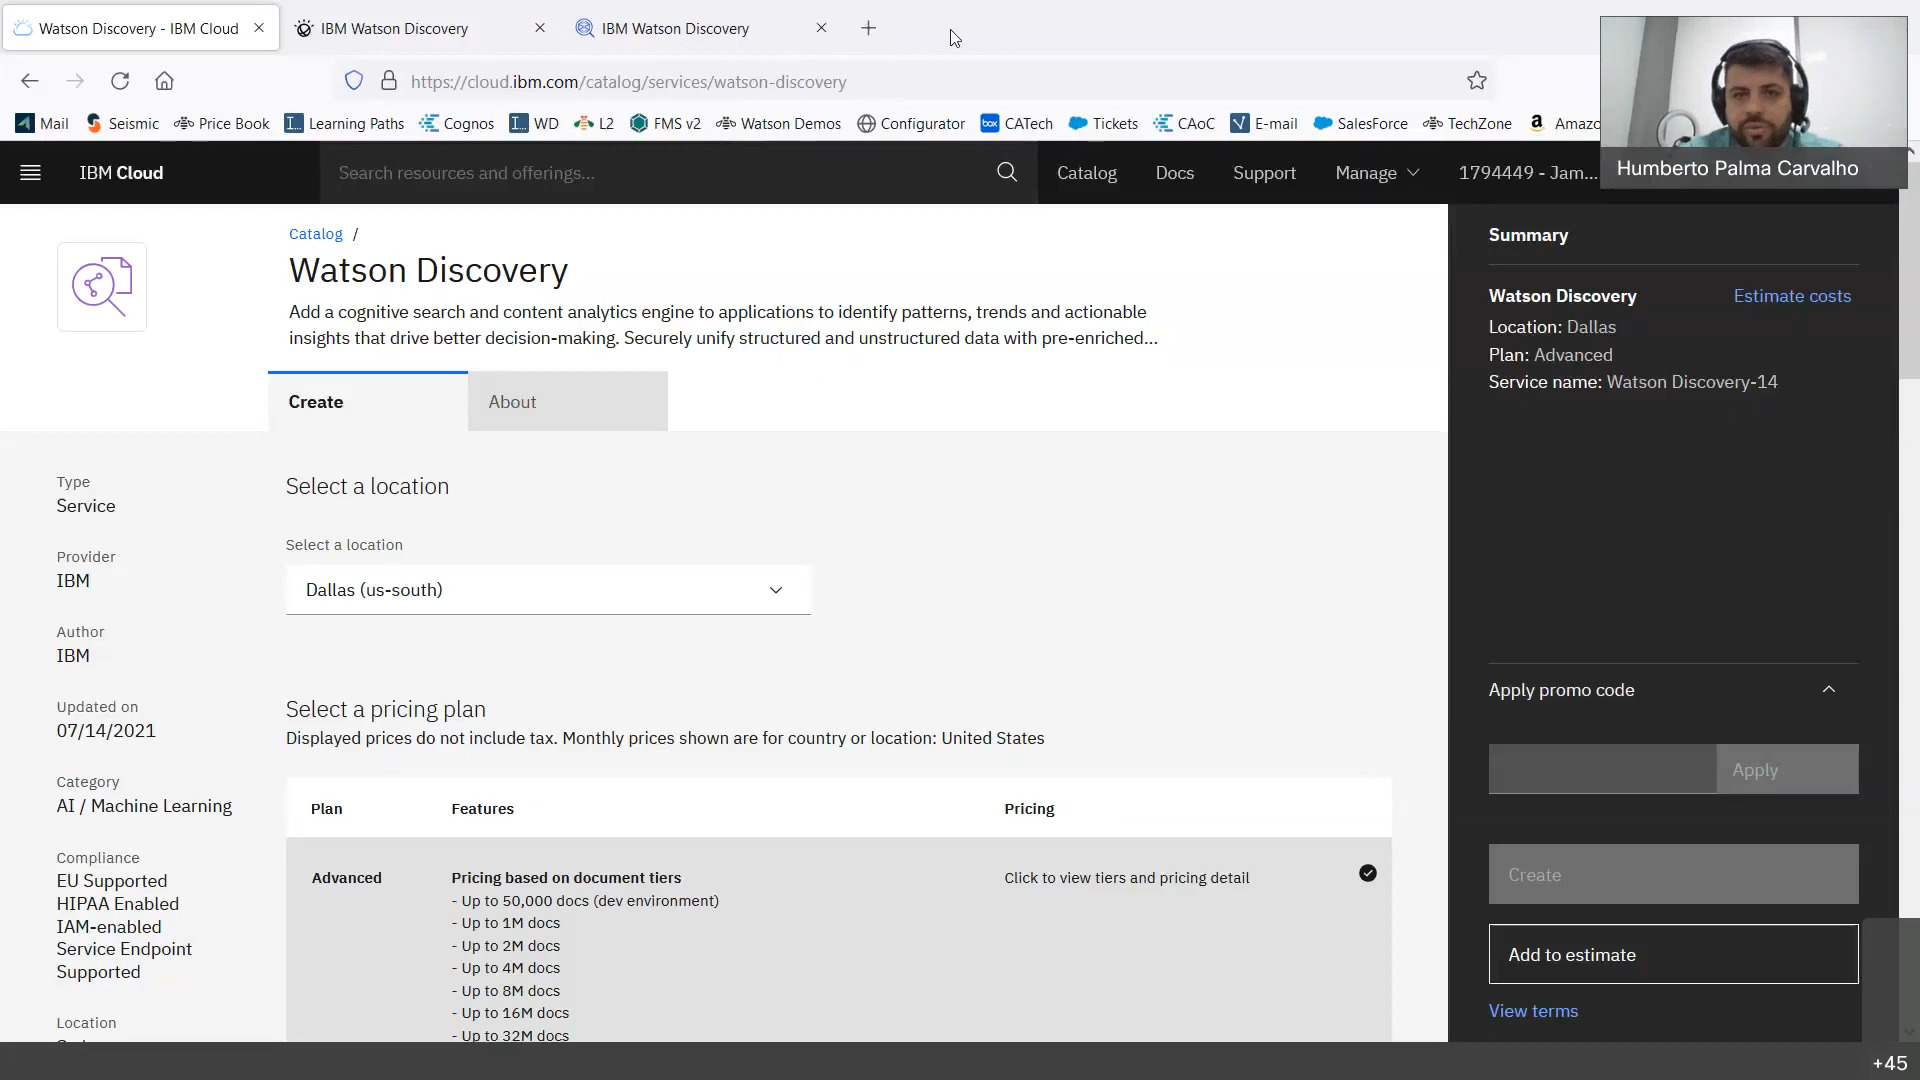 Watson Discovery - IBM Cloud
IBM Watson Discovery
IBM Watson Discovery
https://cloud.ibm.com/catalog/services/watson-discovery
Mail Seismic Price Book Learning Paths Cognos WD L2 FMS v2 Watson Demos Configurator CATech Tickets CAoC E-mail SalesForce TechZone Amazo
Humberto Palma Carvalho
IBM Cloud
Search resources and offerings...
Catalog Docs Support Manage 1794449 - Jam...
Catalog /
Watson Discovery
Add a cognitive search and content analytics engine to applications to identify patterns, trends and actionable
insights that drive better decision-making. Securely unify structured and unstructured data with pre-enriched...
Create
About
Type
Service
Provider
IBM
Author
IBM
Updated on
07/14/2021
Category
AI / Machine Learning
Compliance
EU Supported
HIPAA Enabled
IAM-enabled
Service Endpoint
Supported
Location
Select a location
Select a location
Dallas (us-south)
Select a pricing plan
Displayed prices do not include tax. Monthly prices shown are for country or location: United States
Plan Features Pricing
Advanced
Pricing based on document tiers
- Up to 50,000 docs (dev environment)
- Up to 1M docs
- Up to 2M docs
- Up to 4M docs
- Up to 8M docs
- Up to 16M docs
- Up to 32M docs
Click to view tiers and pricing detail
Summary
Watson Discovery Estimate costs
Location: Dallas
Plan: Advanced
Service name: Watson Discovery-14
Apply promo code
Apply
Create
Add to estimate
View terms
+45